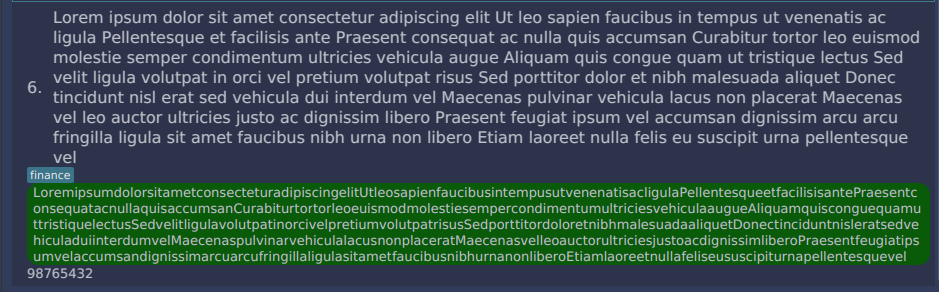 Lorem ipsum dolor sit amet consectetur adipiscing elit Ut leo sapien faucibus in tempus ut venenatis ac
ligula Pellentesque et facilisis ante Praesent consequat ac nulla quis accumsan Curabitur tortor leo euismod
molestie semper condimentum ultricies vehicula augue Aliquam quis congue quam ut tristique lectus Sed
velit ligula volutpat in orci vel pretium volutpat risus Sed porttitor dolor et nibh malesuada aliquet Donec
6. tincidunt nisl erat sed vehicula dui interdum vel Maecenas pulvinar vehicula lacus non placerat Maecenas
vel leo auctor ultricies justo ac dignissim libero Praesent feugiat ipsum vel accumsan dignissim arcu arcu
fringilla ligula sit amet faucibus nibh urna non libero Etiam laoreet nulla felis eu suscipit urna pellentesque
vel
finance
LoremipsumdolorsitametconsecteturadipiscingelitUtleosapienfaucibusintempusutvenenatisacligulaPellentesqueetfacilisisantePraesentc
onsequatacnullaquisaccumsanCurabiturtortorleoeuismodmolestiesempercondimentumultriciesvehiculaaugueAliquamquisconguequamu
ttristiquelectusSedvelitligulavolutpatinorcivelpretiumvolutpatrisusSedporttitordoloretnibhmalesuadaaliquetDonectinciduntnisleratsedve
hiculaduiinterdumvelMaecenaspulvinarvehiculalacusnonplaceratMaecenasvelleoauctorultriciesjustoacdignissimliberoPraesentfeugiatips
umvelaccumsandignissimarcuarcufringillaligulasitametfaucibusnibhurnanonliberoEtiamlaoreetnullafeliseususcipiturnapellentesquevel
98765432